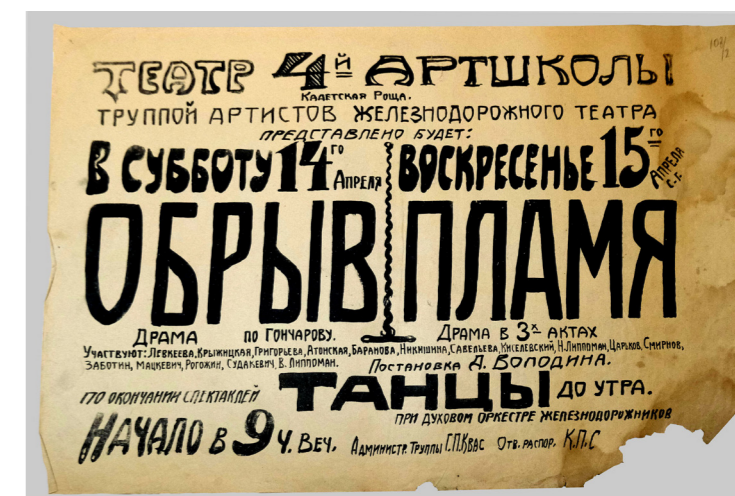 ТЕАТР 4Й АРТШКОЛЫ
Кадетская Роща.
ТРУППОЙ АРТИСТОВ ЖЕЛЕЗНОДОРОЖНОГО ТЕАТРА
ПРЕДСТАВЛЕНО БУДЕТ:
В СУББОТУ 14ГО Апреля
ВОСКРЕСЕНЬЕ 15ГО АПРЕЛЯ С.Г.
ОБРЫВ ПЛАМЯ
ДРАМА ПО ГОНЧАРОВУ. ДРАМА В 3Х АКТАХ
Участвуют: Левкеева, Крыжицкая, Григорьева, Атонская, Баранова, Никишина, Савельева, Киселевский, Н.Липпоман, Царьков, Смирнов,
Заботин, Мацкевич, Рогожин, Судакевич, В. Липпоман. Постановка Д. Володина.
ПО ОКОНЧАНИИ СПЕКТАКЛЕЙ ТАНЦЫ ДО УТРА.
ПРИ ДУХОВОМ ОРКЕСТРЕ ЖЕЛЕЗНОДОРОЖНИКОВ
НАЧАЛО В 9 Ч. ВЕЧ. Администр. Труппы Г.П.Квас Отв. распор. К.П.С